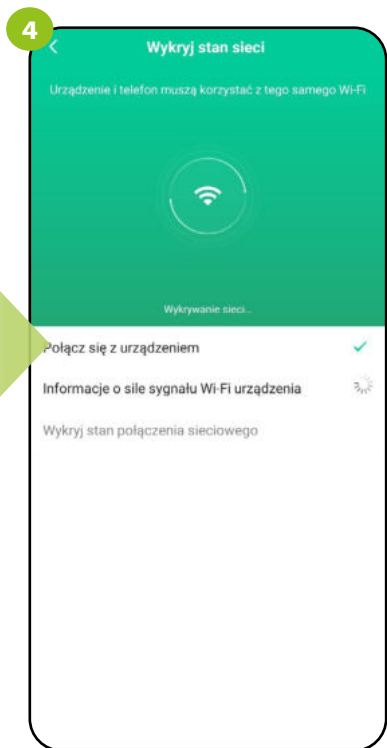 4
Wykryj stan sieci
Urządzenie i telefon muszą korzystać z tego samego Wi-Fi
Wykrywanie sieci...
Połącz się z urządzeniem
Informacje o sile sygnału Wi-Fi urządzenia
Wykryj stan połączenia sieciowego